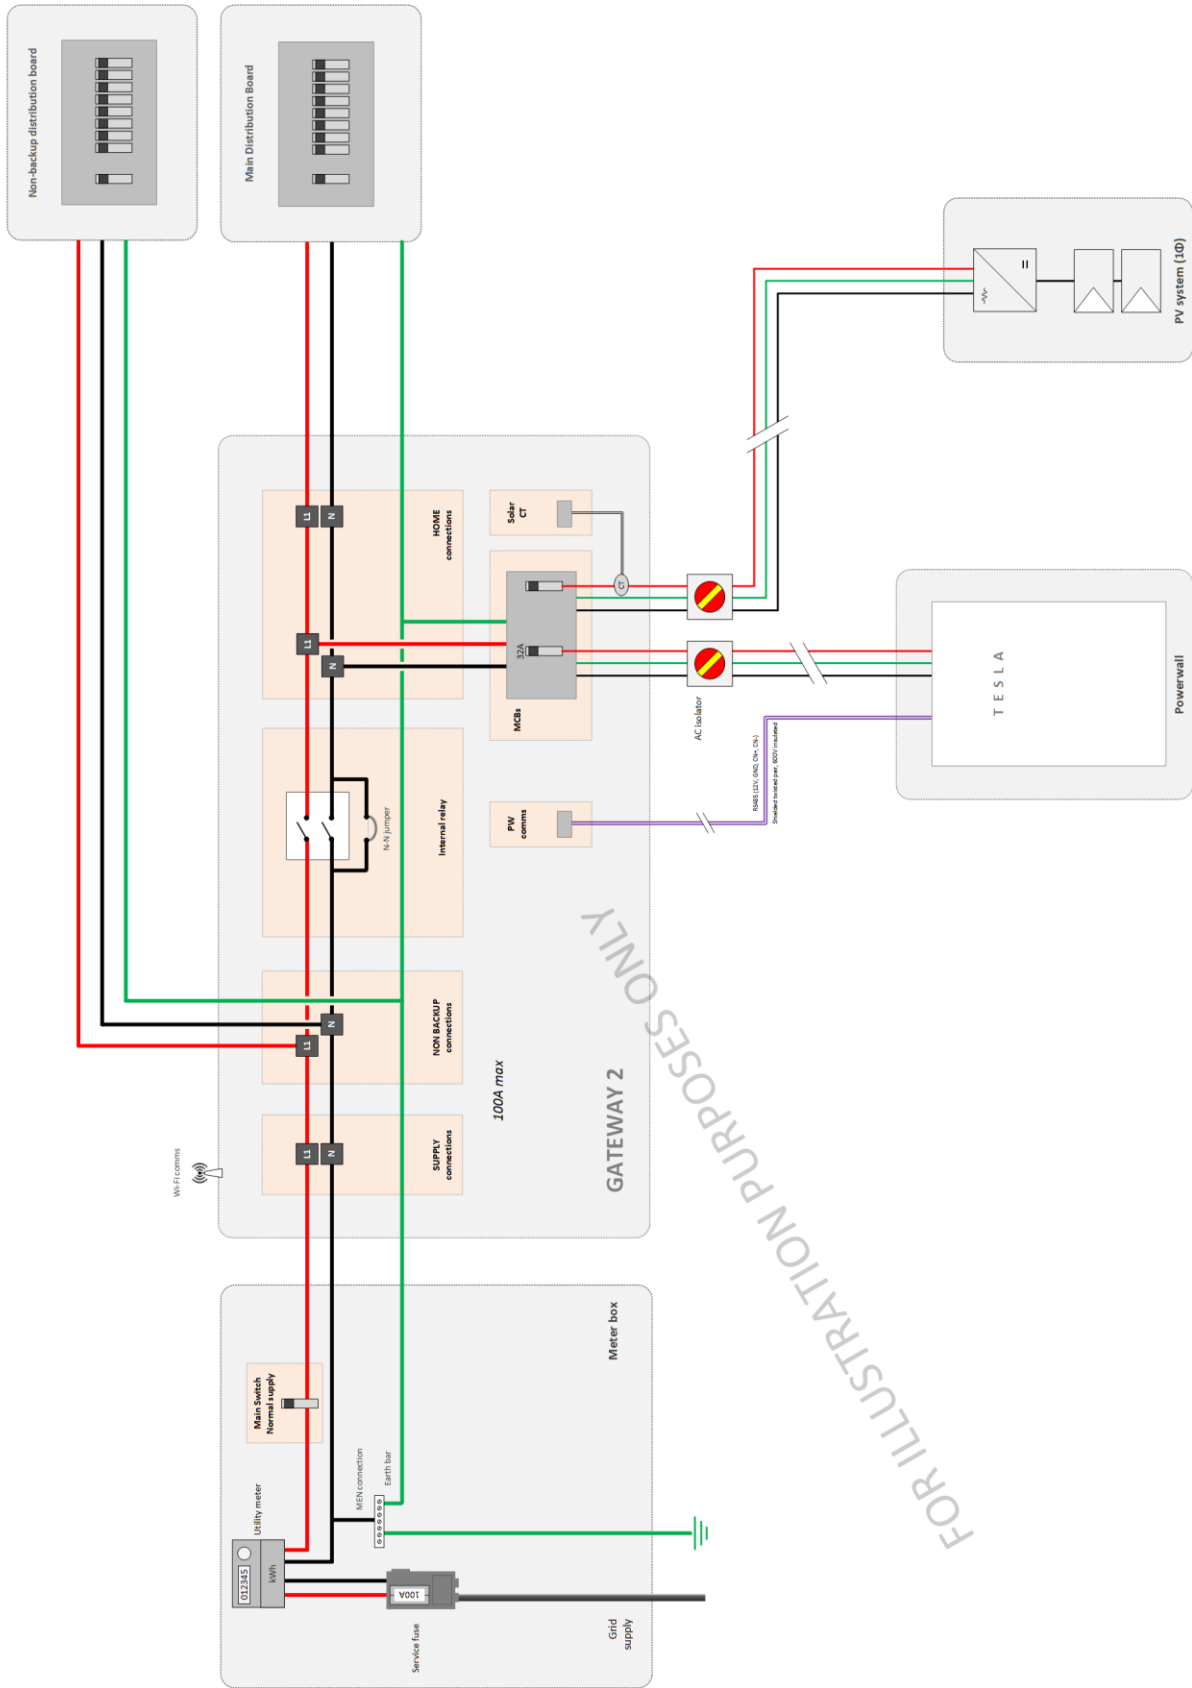 Non-backup distribution board
Main Distribution Board
PV system (1Φ)
L1
N
HOME
connections
Solar
CT
CT
L1
N
32A
MCBs
AC isolator
TESLA
Powerwall
N-N jumper
Internal relay
PW
comms
RS485 (12V, GND, CN+, CN-)
Shielded twisted pair, 600V insulated
L1
N
NON BACKUP
connections
100A max
GATEWAY 2
Wi-Fi comms
L1
N
SUPPLY
connections
FOR ILLUSTRATION PURPOSES ONLY
Meter box
Main Switch
Normal supply
MEN connection
Earth bar
Utility meter
012345
kWh
100A
Service fuse
Grid
supply